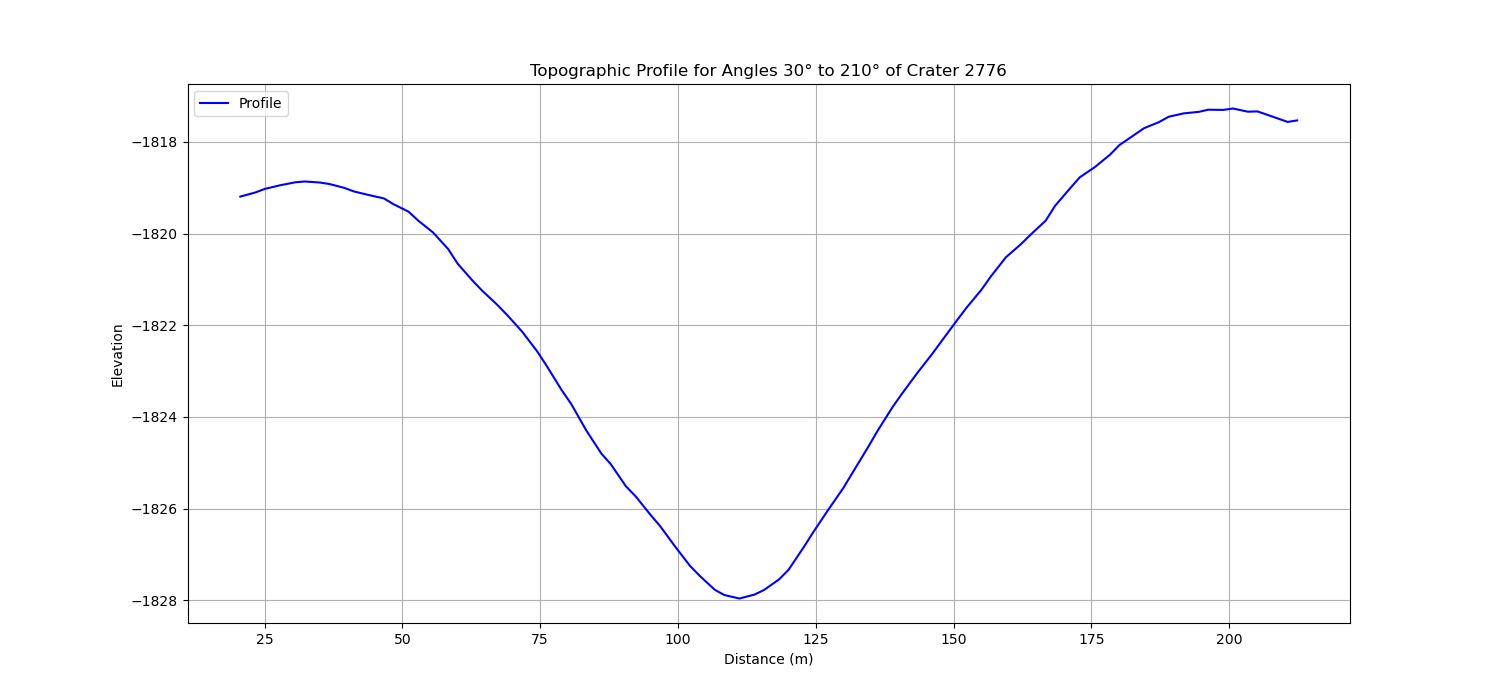 Topographic Profile for Angles 30° to 210° of Crater 2776
Profile
Elevation
−1818
−1820
−1822
−1824
−1826
−1828
25 50 75 100 125 150 175 200
Distance (m)